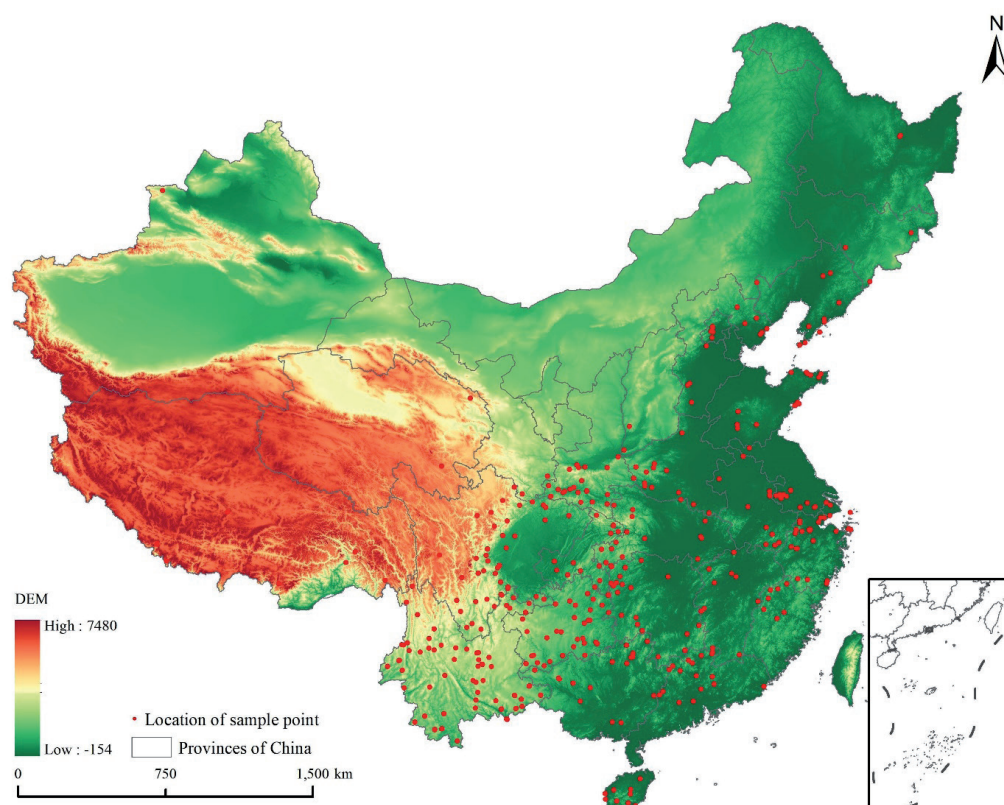 N
DEM
High : 7480
Low : -154
Location of sample point
Provinces of China
0 750 1,500 km